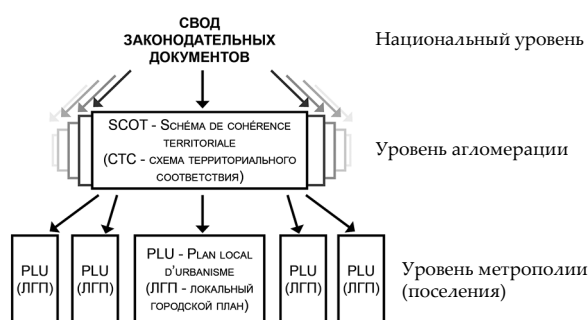 СВОД
ЗАКОНОДАТЕЛЬНЫХ
ДОКУМЕНТОВ
Национальный уровень
SCOT - Schéma de cohérence
territoriale
(СТС - схема территориального
соответствия)
Уровень агломерации
PLU
(ЛГП)
PLU
(ЛГП)
PLU - Plan local
d'urbanisme
(ЛГП - локальный
городской план)
PLU
(ЛГП)
PLU
(ЛГП)
Уровень метрополии
(поселения)